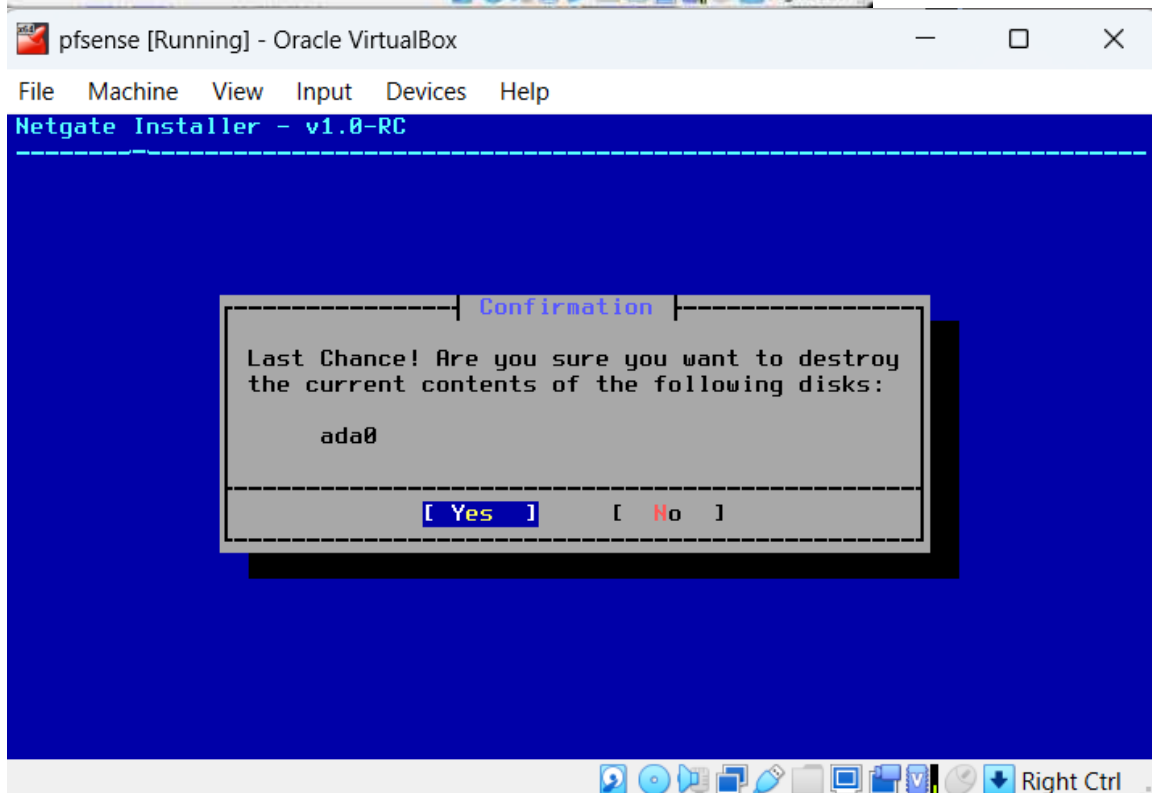 pfsense [Running] - Oracle VirtualBox
File Machine View Input Devices Help
Netgate Installer - v1.0-RC
Confirmation
Last Chance! Are you sure you want to destroy
the current contents of the following disks:
ada0
[ Yes ] [ No ]
Right Ctrl